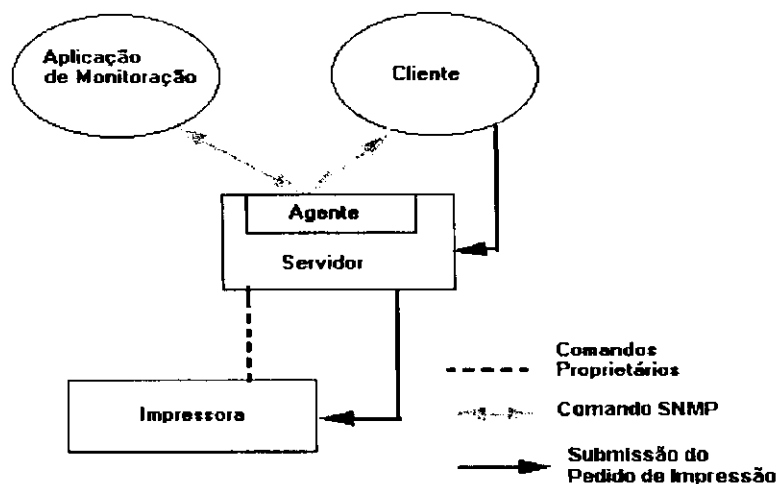 Aplicação
de Monitoração
Cliente
Agente
Servidor
Impressora
Comandos
Proprietários
Comando SNMP
Submissão do
Pedido de Impressão